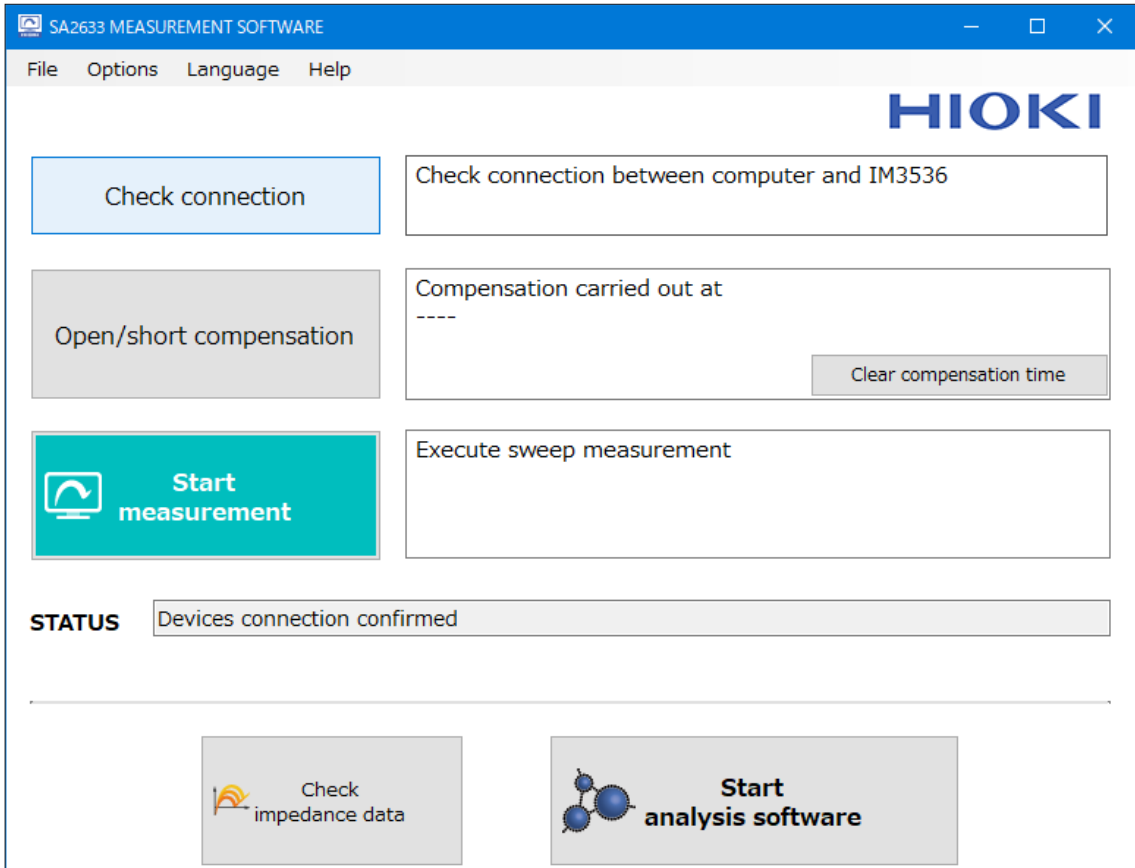 SA2633 MEASUREMENT SOFTWARE
File Options Language Help
HIOKI
Check connection
Check connection between computer and IM3536
Open/short compensation
Compensation carried out at
----
Clear compensation time
Start
measurement
Execute sweep measurement
STATUS
Devices connection confirmed
Check
impedance data
Start
analysis software